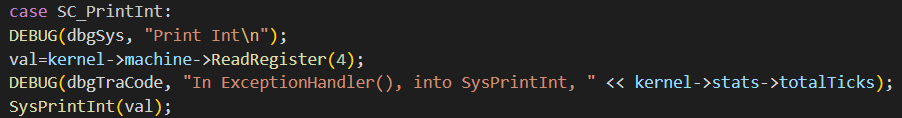 case SC_PrintInt:
DEBUG(dbgSys, "Print Int\n");
val=kernel->machine->ReadRegister(4);
DEBUG(dbgTraCode, "In ExceptionHandler(), into SysPrintInt, " << kernel->stats->totalTicks);
SysPrintInt(val);